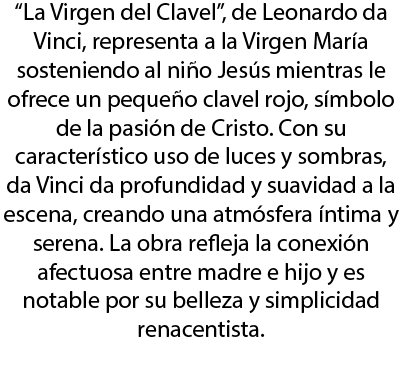 “La Virgen del Clavel”, de Leonardo da
Vinci, representa a la Virgen María
sosteniendo al niño Jesús mientras le
ofrece un pequeño clavel rojo, símbolo
de la pasión de Cristo. Con su
característico uso de luces y sombras,
da Vinci da profundidad y suavidad a la
escena, creando una atmósfera íntima y
serena. La obra refleja la conexión
afectuosa entre madre e hijo y es
notable por su belleza y simplicidad
renacentista.